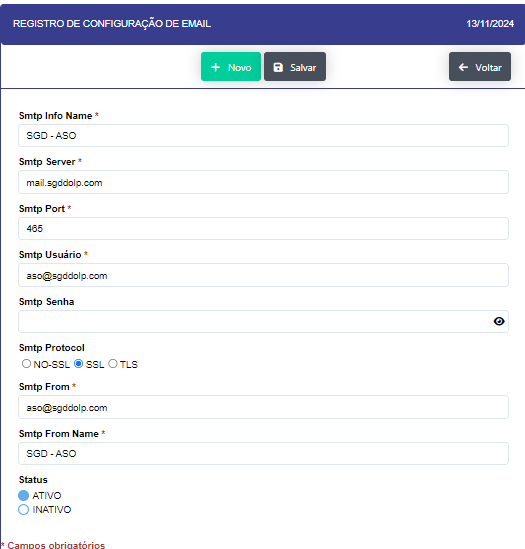 REGISTRO DE CONFIGURAÇÃO DE EMAIL 13/11/2024
Novo Salvar Voltar
Smtp Info Name *
SGD - ASO
Smtp Server *
mail.sgddolp.com
Smtp Port *
465
Smtp Usuário *
aso@sgddolp.com
Smtp Senha
Smtp Protocol
NO-SSL SSL TLS
Smtp From *
aso@sgddolp.com
Smtp From Name *
SGD - ASO
Status
ATIVO
INATIVO
* Campos obrigatórios